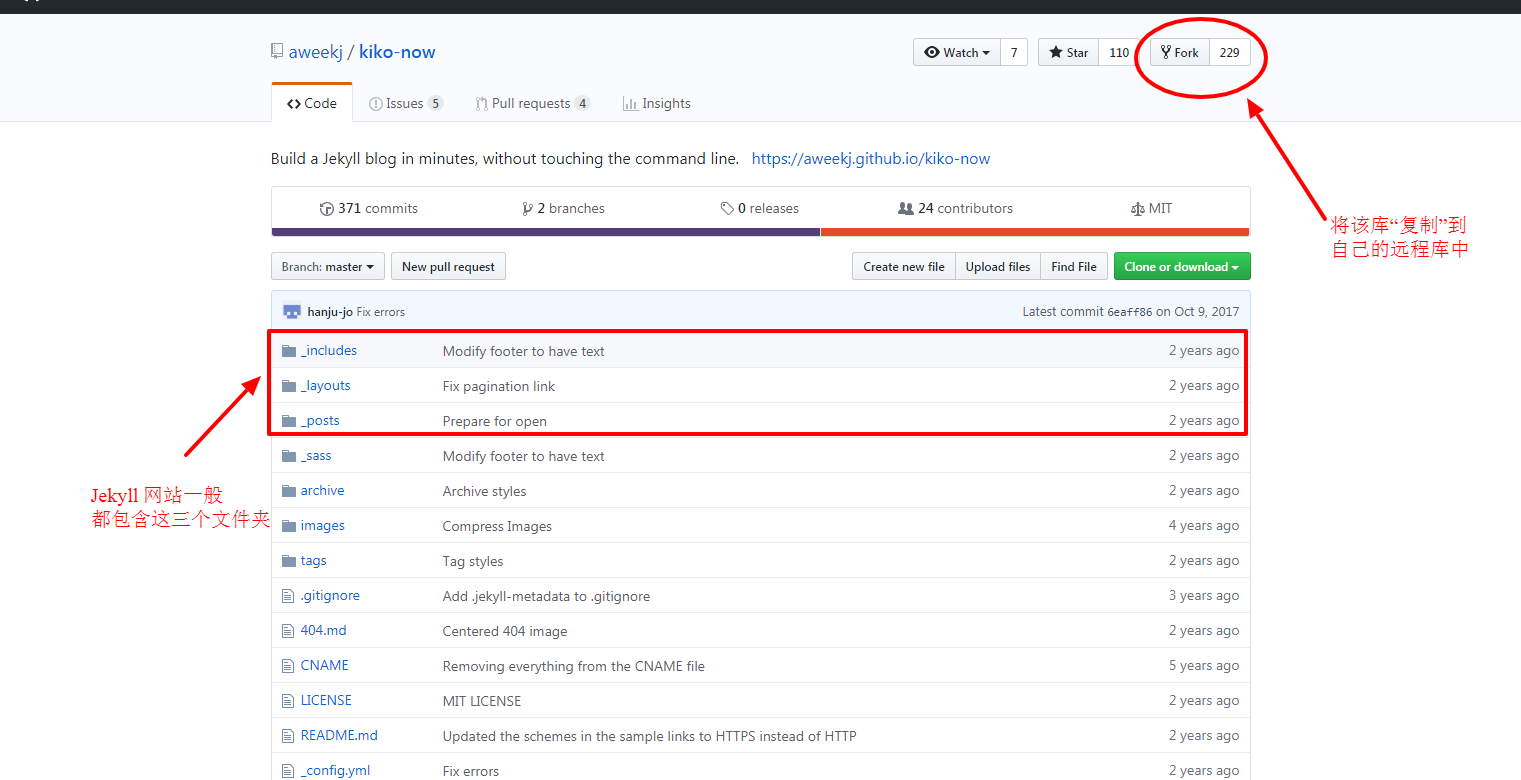 aweekj / kiko-now
Watch 7 Star 110 Fork 229
Code Issues 5 Pull requests 4 Insights
Build a Jekyll blog in minutes, without touching the command line. https://aweekj.github.io/kiko-now
371 commits 2 branches 0 releases 24 contributors MIT
将该库“复制”到
自己的远程库中
Branch: master New pull request Create new file Upload files Find File Clone or download
hanju-jo Fix errors Latest commit 6eaff86 on Oct 9, 2017
_includes Modify footer to have text 2 years ago
_layouts Fix pagination link 2 years ago
_posts Prepare for open 2 years ago
_sass Modify footer to have text 2 years ago
Jekyll 网站一般
都包含这三个文件夹
archive Archive styles 2 years ago
images Compress Images 4 years ago
tags Tag styles 2 years ago
.gitignore Add .jekyll-metadata to .gitignore 3 years ago
404.md Centered 404 image 2 years ago
CNAME Removing everything from the CNAME file 5 years ago
LICENSE MIT LICENSE 2 years ago
README.md Updated the schemes in the sample links to HTTPS instead of HTTP 2 years ago
_config.yml Fix errors 2 years ago